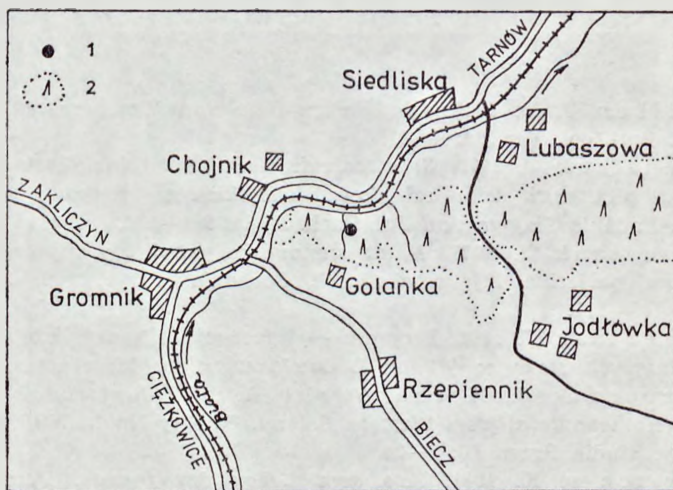 1
2
TARNÓW
Siedliska
Lubaszowa
Chojnik
ZAKLICZYN
Golanka
Gromnik
Jodłówka
Biała
CIĘŻKOWICE
Rzepiennik
BIECZ